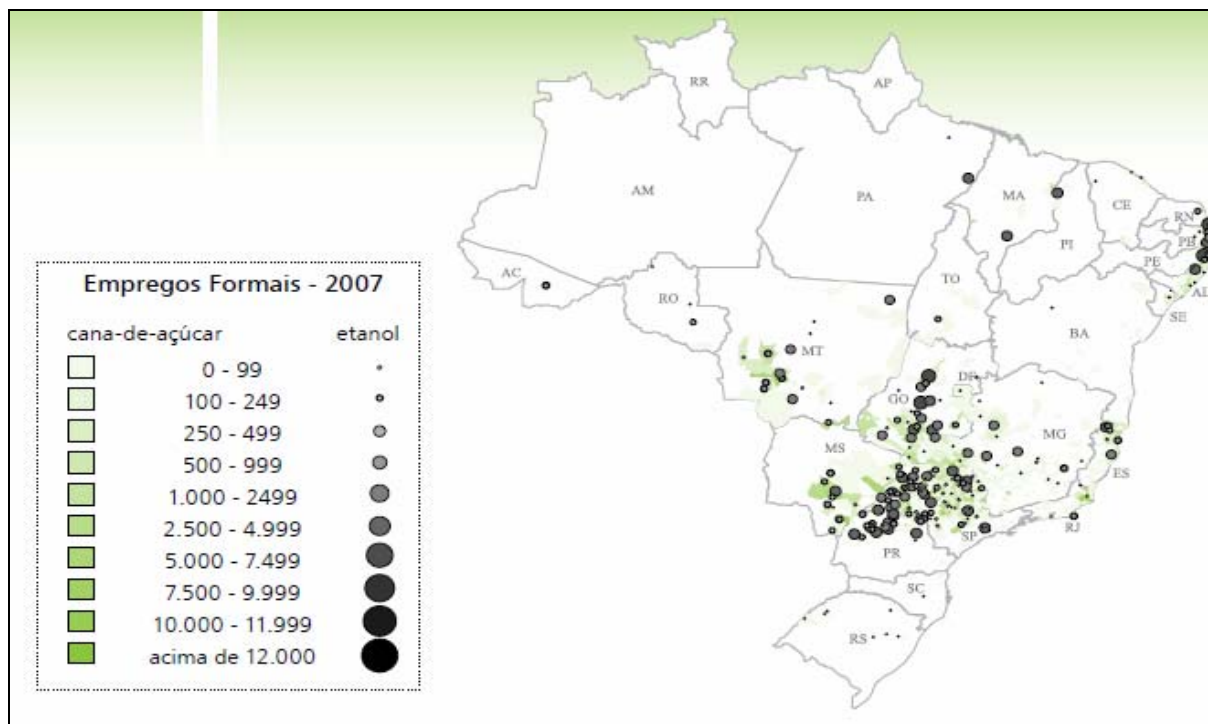 Empregos Formais - 2007
cana-de-açúcar etanol
0 - 99
100 - 249
250 - 499
500 - 999
1.000 - 2499
2.500 - 4.999
5.000 - 7.499
7.500 - 9.999
10.000 - 11.999
acima de 12.000
RR
AP
AM
PA
MA
CE
RN
PB
PI
PE
AC
AL
TO
RO
SE
BA
MT
DF
GO
MG
MS
ES
SP
RJ
PR
SC
RS